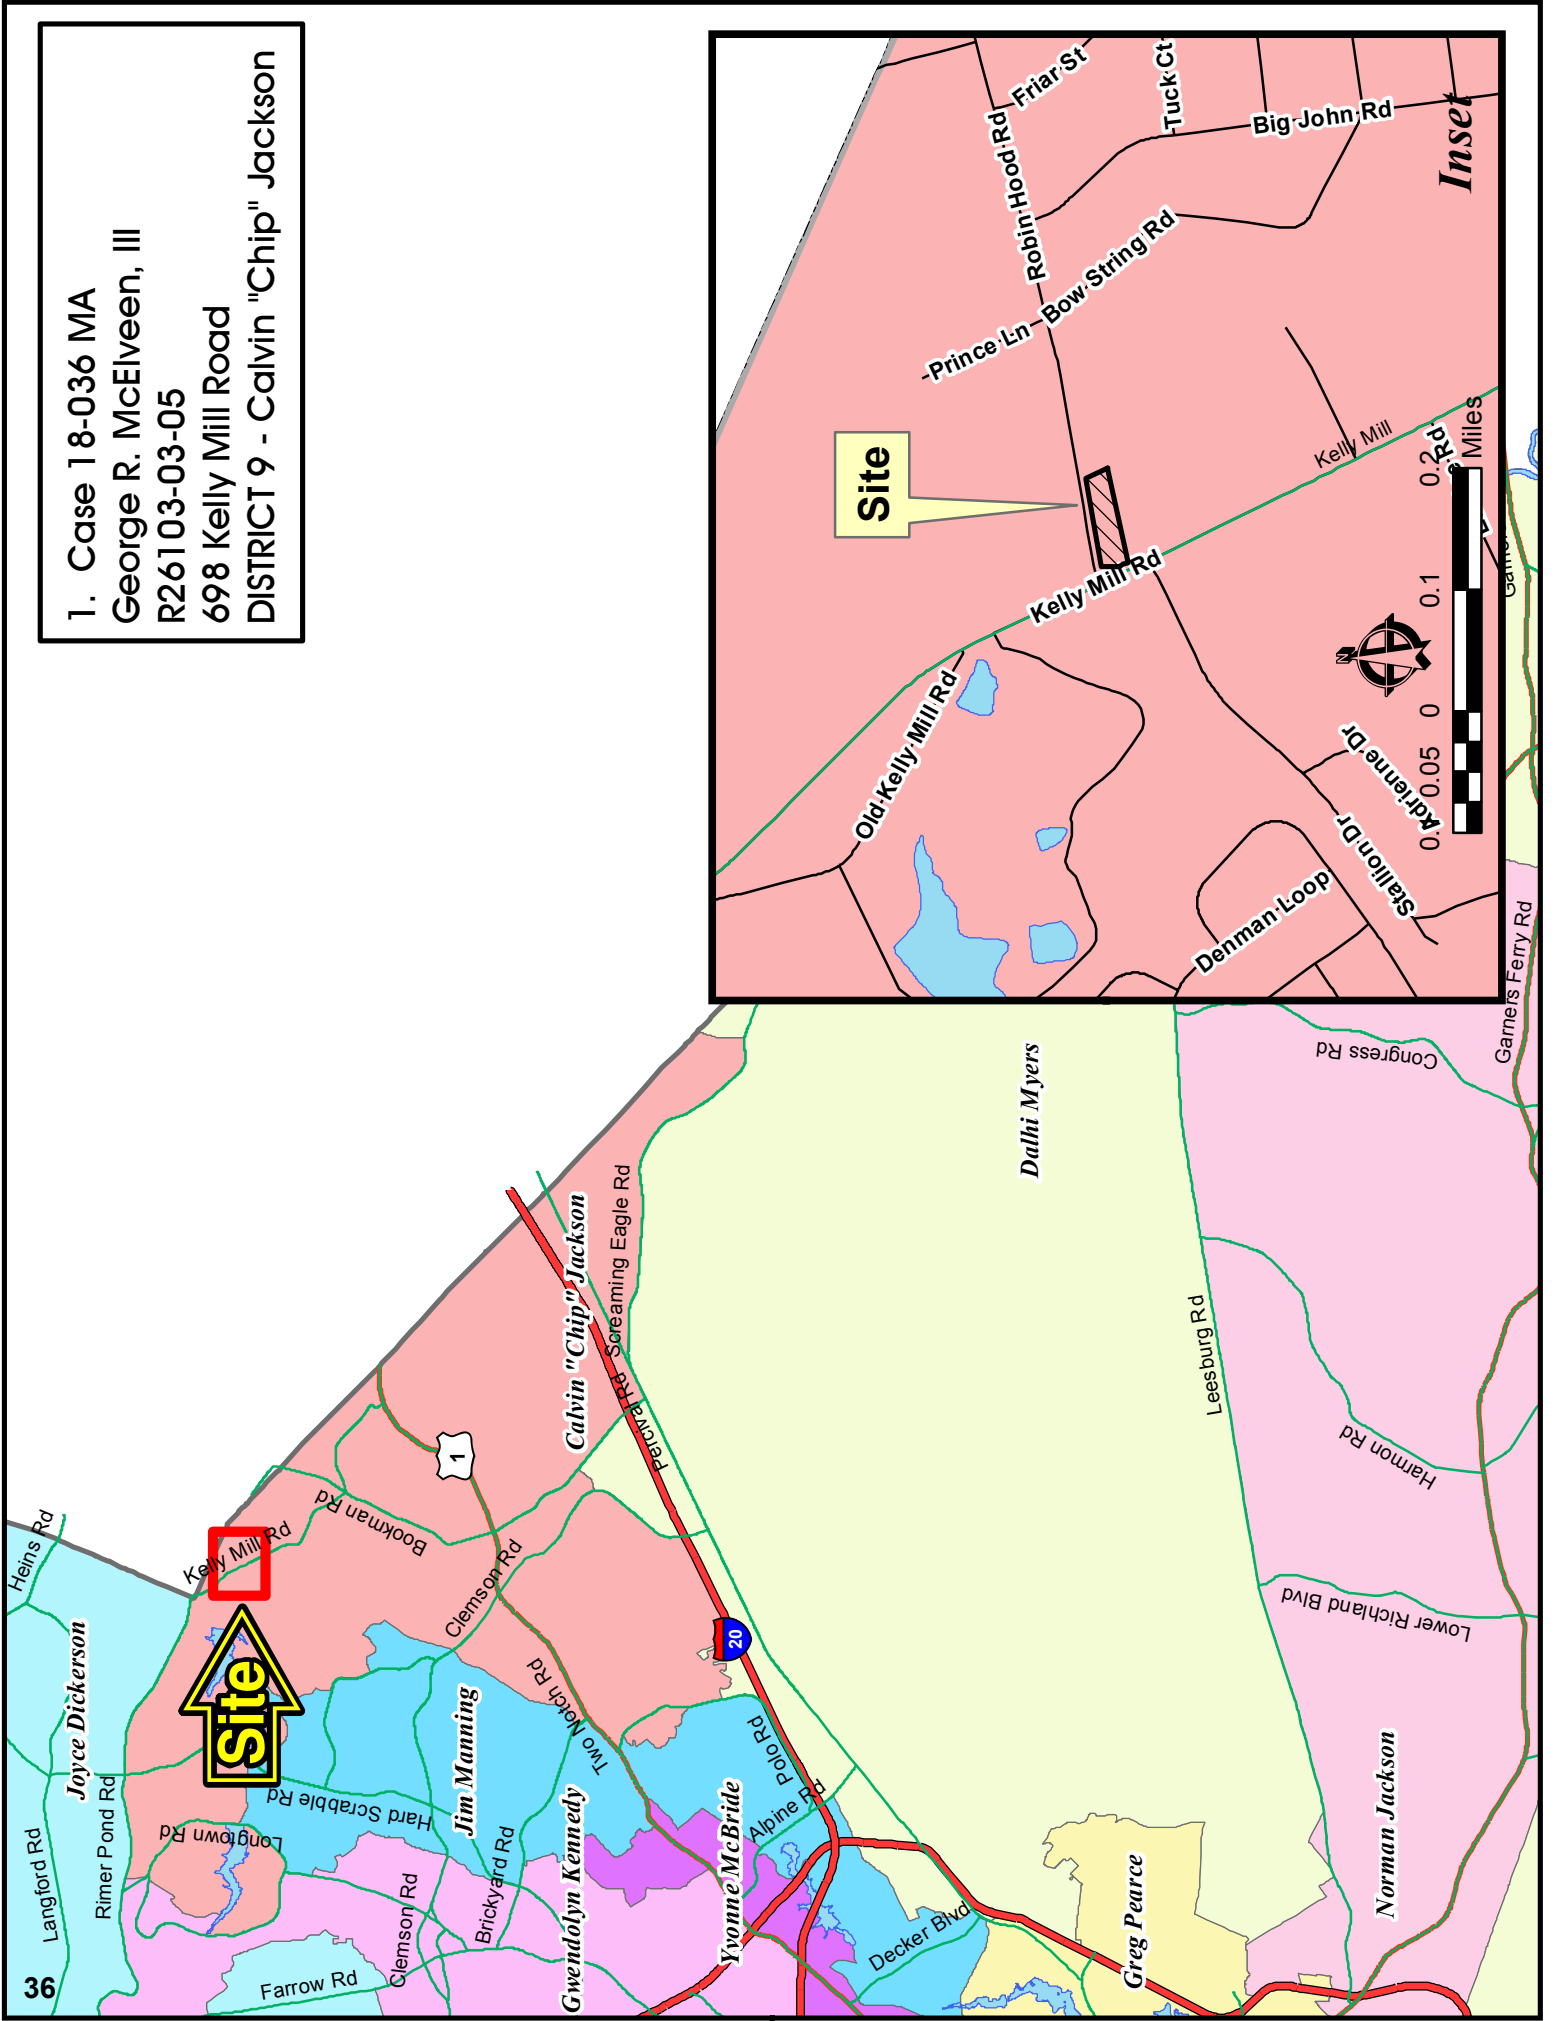 1. Case 18-036 MA
George R. McElveen, III
R26103-03-05
698 Kelly Mill Road
DISTRICT 9 - Calvin "Chip" Jackson
36
Langford Rd
Rimer Pond Rd
Joyce Dickerson
Heins Rd
Kelly Mill Rd
Site
Longtown Rd
Hard Scrabble Rd
Bookman Rd
Farrow Rd
Clemson Rd
Brickyard Rd
Jim Manning
Clemson Rd
1
Two Notch Rd
Gwendolyn Kennedy
Calvin "Chip" Jackson
Screaming Eagle Rd
Percival Rd
Yvonne McBride
Polo Rd
Alpine Rd
20
Decker Blvd
Dalhi Myers
Greg Pearce
Leesburg Rd
Lower Richland Blvd
Harmon Rd
Congress Rd
Norman Jackson
Garners Ferry Rd
Site
Old Kelly Mill Rd
Kelly Mill Rd
Kelly Mill
Prince Ln
Bow String Rd
Robin Hood Rd
Friar St
Tuck Ct
Big John Rd
Denman Loop
Stallion Dr
Adrienne Dr
N
0.05
0
0.1
0.2
Miles
Inset